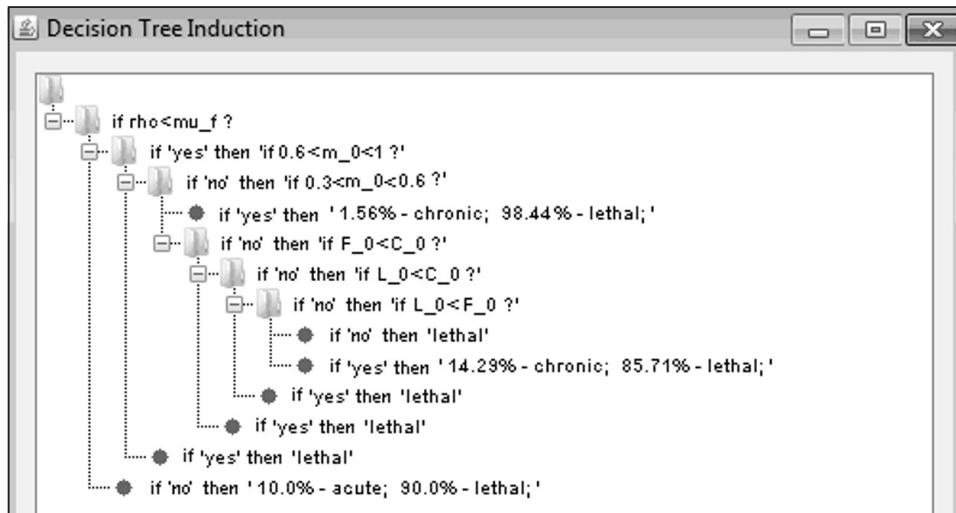 Decision Tree Induction
if rho<mu_f ?
if 'yes' then 'if 0.6<m_0<1 ?'
if 'no' then 'if 0.3<m_0<0.6 ?'
if 'yes' then ' 1.56% - chronic; 98.44% - lethal; '
if 'no' then 'if F_0<C_0 ?'
if 'no' then 'if L_0<C_0 ?'
if 'no' then 'if L_0<F_0 ?'
if 'no' then 'lethal'
if 'yes' then ' 14.29% - chronic; 85.71% - lethal; '
if 'yes' then 'lethal'
if 'yes' then 'lethal'
if 'yes' then 'lethal'
if 'no' then ' 10.0% - acute; 90.0% - lethal; '